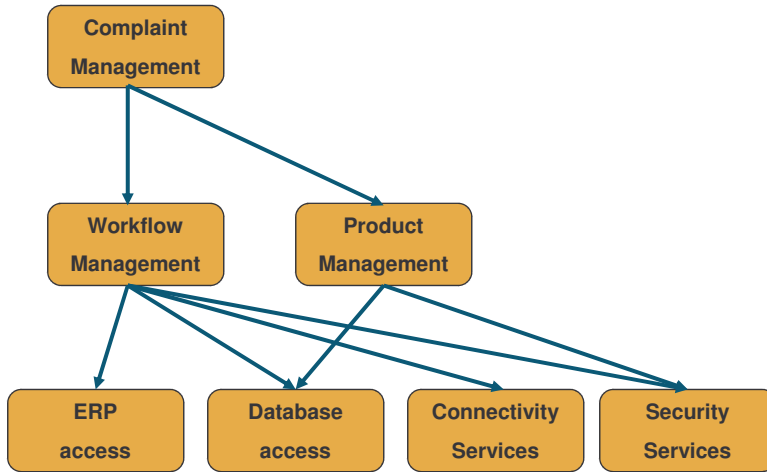 Complaint
Management
Workflow
Management
Product
Management
ERP
access
Database
access
Connectivity
Services
Security
Services